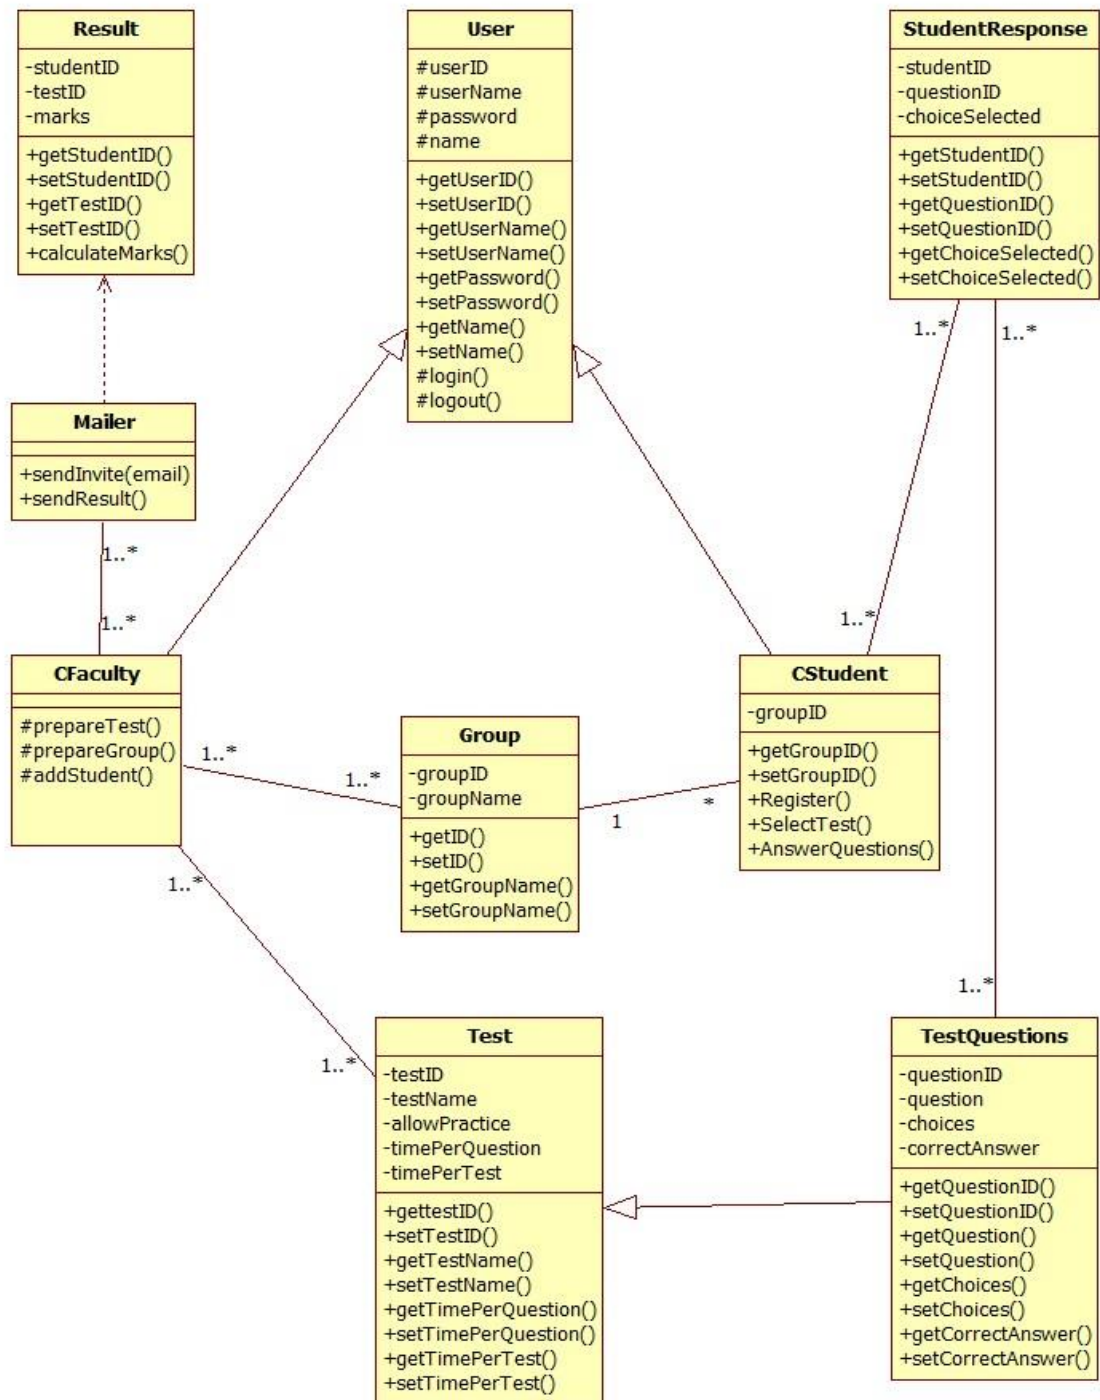 Result
-studentID
-testID
-marks
+getStudentID()
+setStudentID()
+getTestID()
+setTestID()
+calculateMarks()
User
#userID
#userName
#password
#name
+getUserID()
+setUserID()
+getUserName()
+setUserName()
+getPassword()
+setPassword()
+getName()
+setName()
#login()
#logout()
StudentResponse
-studentID
-questionID
-choiceSelected
+getStudentID()
+setStudentID()
+getQuestionID()
+setQuestionID()
+getChoiceSelected()
+setChoiceSelected()
1..*
1..*
Mailer
+sendInvite(email)
+sendResult()
1..*
1..*
1..*
CFaculty
#prepareTest()
#prepareGroup()
#addStudent()
1..*
1..*
1..*
Group
-groupID
-groupName
+getID()
+setID()
+getGroupName()
+setGroupName()
1
*
CStudent
-groupID
+getGroupID()
+setGroupID()
+Register()
+SelectTest()
+AnswerQuestions()
1..*
1..*
Test
-testID
-testName
-allowPractice
-timePerQuestion
-timePerTest
+gettestID()
+setTestID()
+getTestName()
+setTestName()
+getTimePerQuestion()
+setTimePerQuestion()
+getTimePerTest()
+setTimePerTest()
TestQuestions
-questionID
-question
-choices
-correctAnswer
+getQuestionID()
+setQuestionID()
+getQuestion()
+setQuestion()
+getChoices()
+setChoices()
+getCorrectAnswer()
+setCorrectAnswer()